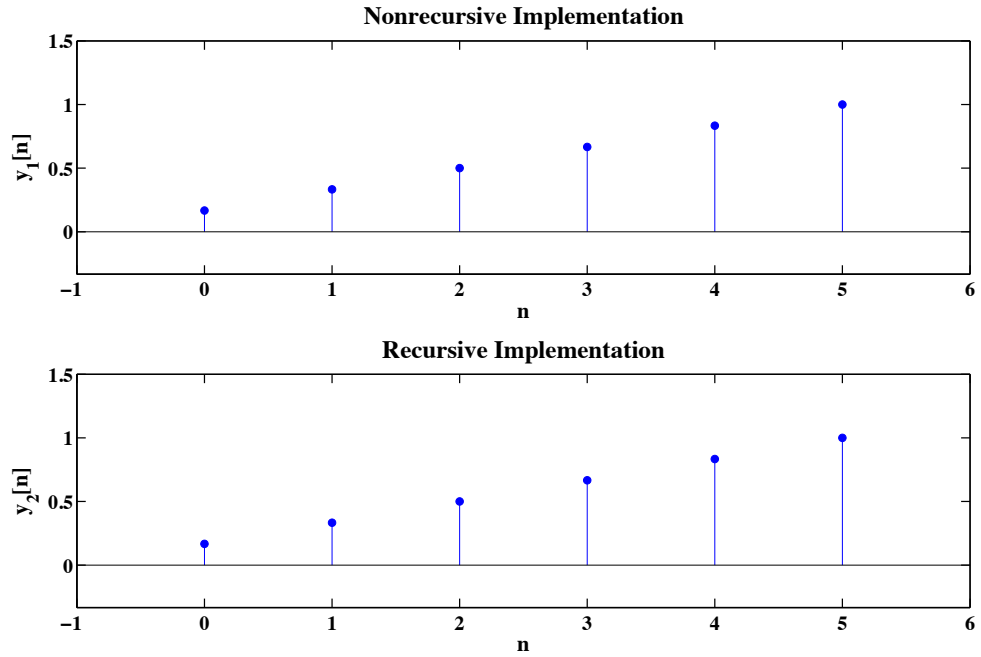 Nonrecursive Implementation
1.5
1
0.5
0
y1[n]
−1 0 1 2 3 4 5 6
n
Recursive Implementation
1.5
1
0.5
0
y2[n]
−1 0 1 2 3 4 5 6
n